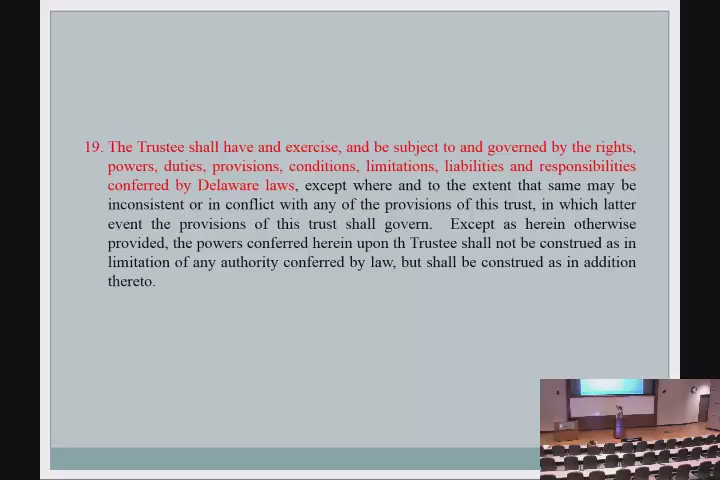 19. The Trustee shall have and exercise, and be subject to and governed by the rights,
powers, duties, provisions, conditions, limitations, liabilities and responsibilities
conferred by Delaware laws, except where and to the extent that same may be
inconsistent or in conflict with any of the provisions of this trust, in which latter
event the provisions of this trust shall govern. Except as herein otherwise
provided, the powers conferred herein upon th Trustee shall not be construed as in
limitation of any authority conferred by law, but shall be construed as in addition
thereto.